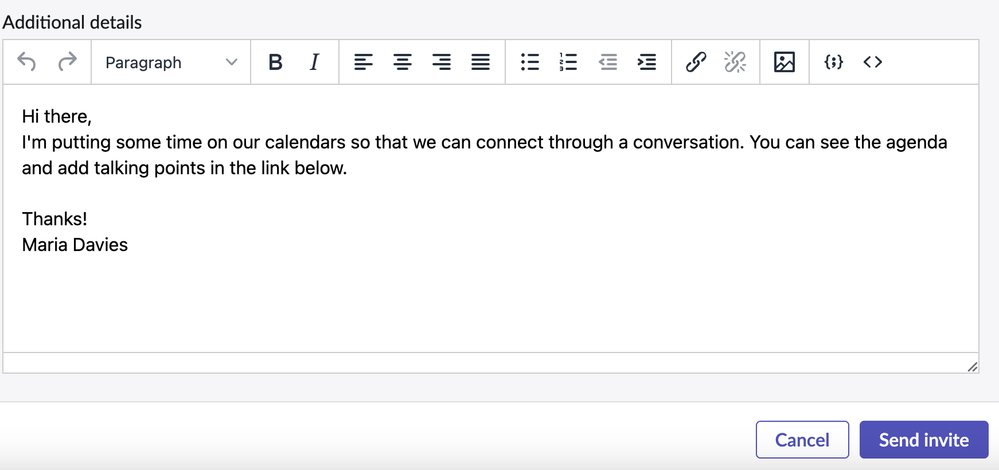 Additional details
Paragraph
B I
Hi there,
I'm putting some time on our calendars so that we can connect through a conversation. You can see the agenda
and add talking points in the link below.
Thanks!
Maria Davies
Cancel
Send invite